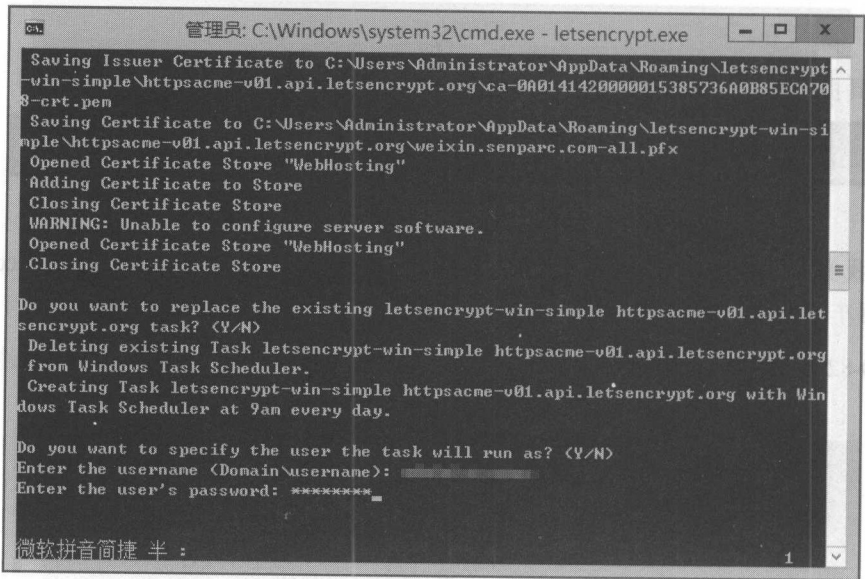 管理员: C:\Windows\system32\cmd.exe - letsencrypt.exe
Saving Issuer Certificate to C:\Users\Administrator\AppData\Roaming\letsencrypt
-win-simple\httpsacme-v01.api.letsencrypt.org\ca-0A0141420000015385736A0B85ECA70
8-crt.pem
Saving Certificate to C:\Users\Administrator\AppData\Roaming\letsencrypt-win-si
mple\httpsacme-v01.api.letsencrypt.org\weixin.senparc.com-all.pfx
Opened Certificate Store "WebHosting"
Adding Certificate to Store
Closing Certificate Store
WARNING: Unable to configure server software.
Opened Certificate Store "WebHosting"
Closing Certificate Store
Do you want to replace the existing letsencrypt-win-simple httpsacme-v01.api.let
sencrypt.org task? (Y/N)
Deleting existing Task letsencrypt-win-simple httpsacme-v01.api.letsencrypt.org
from Windows Task Scheduler.
Creating Task letsencrypt-win-simple httpsacme-v01.api.letsencrypt.org with Win
dows Task Scheduler at 9am every day.
Do you want to specify the user the task will run as? (Y/N)
Enter the username (Domain\username):
Enter the user's password: ********_
微软拼音简捷 半 : 1